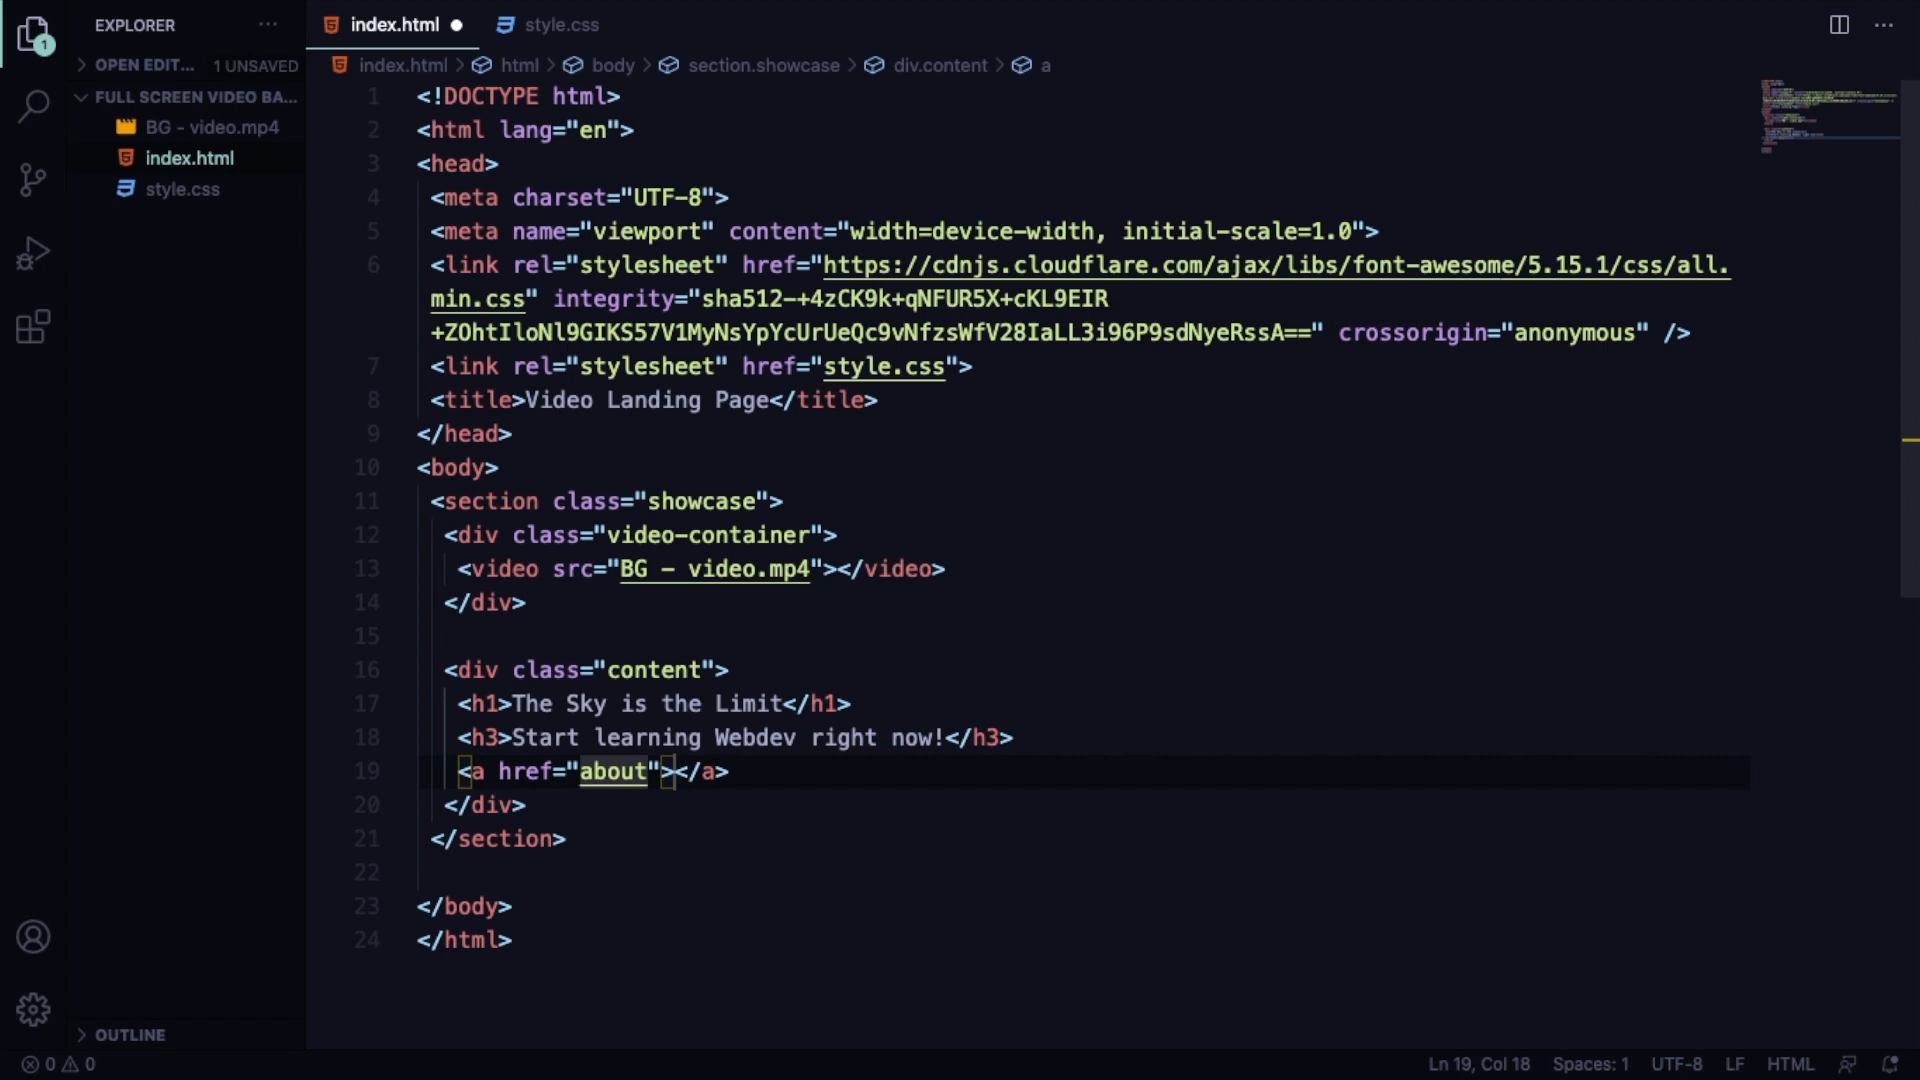 EXPLORER
OPEN EDIT... 1 UNSAVED
FULL SCREEN VIDEO BA...
BG - video.mp4
index.html
style.css
OUTLINE
1
index.html
style.css
index.html > html > body > section.showcase > div.content > a
1 <!DOCTYPE html>
2 <html lang="en">
3 <head>
4 <meta charset="UTF-8">
5 <meta name="viewport" content="width=device-width, initial-scale=1.0">
6 <link rel="stylesheet" href="https://cdnjs.cloudflare.com/ajax/libs/font-awesome/5.15.1/css/all.
min.css" integrity="sha512-+4zCK9k+qNFUR5X+cKL9EIR
+ZOhtIloNl9GIKS57V1MyNsYpYcUrUeQc9vNfzsWfV28IaLL3i96P9sdNyeRssA==" crossorigin="anonymous" />
7 <link rel="stylesheet" href="style.css">
8 <title>Video Landing Page</title>
9 </head>
10 <body>
11 <section class="showcase">
12 <div class="video-container">
13 <video src="BG - video.mp4"></video>
14 </div>
15
16 <div class="content">
17 <h1>The Sky is the Limit</h1>
18 <h3>Start learning Webdev right now!</h3>
19 <a href="about"></a>
20 </div>
21 </section>
22
23 </body>
24 </html>
0 0
Ln 19, Col 18 Spaces: 1 UTF-8 LF HTML